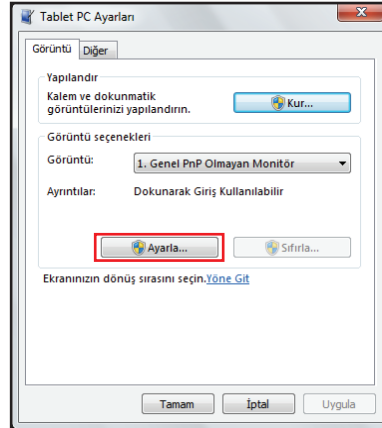 Tablet PC Ayarları
Görüntü Diğer
Yapılandır
Kalem ve dokunmatik
görüntülerinizi yapılandırın.
Kur...
Görüntü seçenekleri
Görüntü: 1. Genel PnP Olmayan Monitör
Ayrıntılar: Dokunarak Giriş Kullanılabilir
Ayarla... Sıfırla...
Ekranınızın dönüş sırasını seçin.Yöne Git
Tamam İptal Uygula